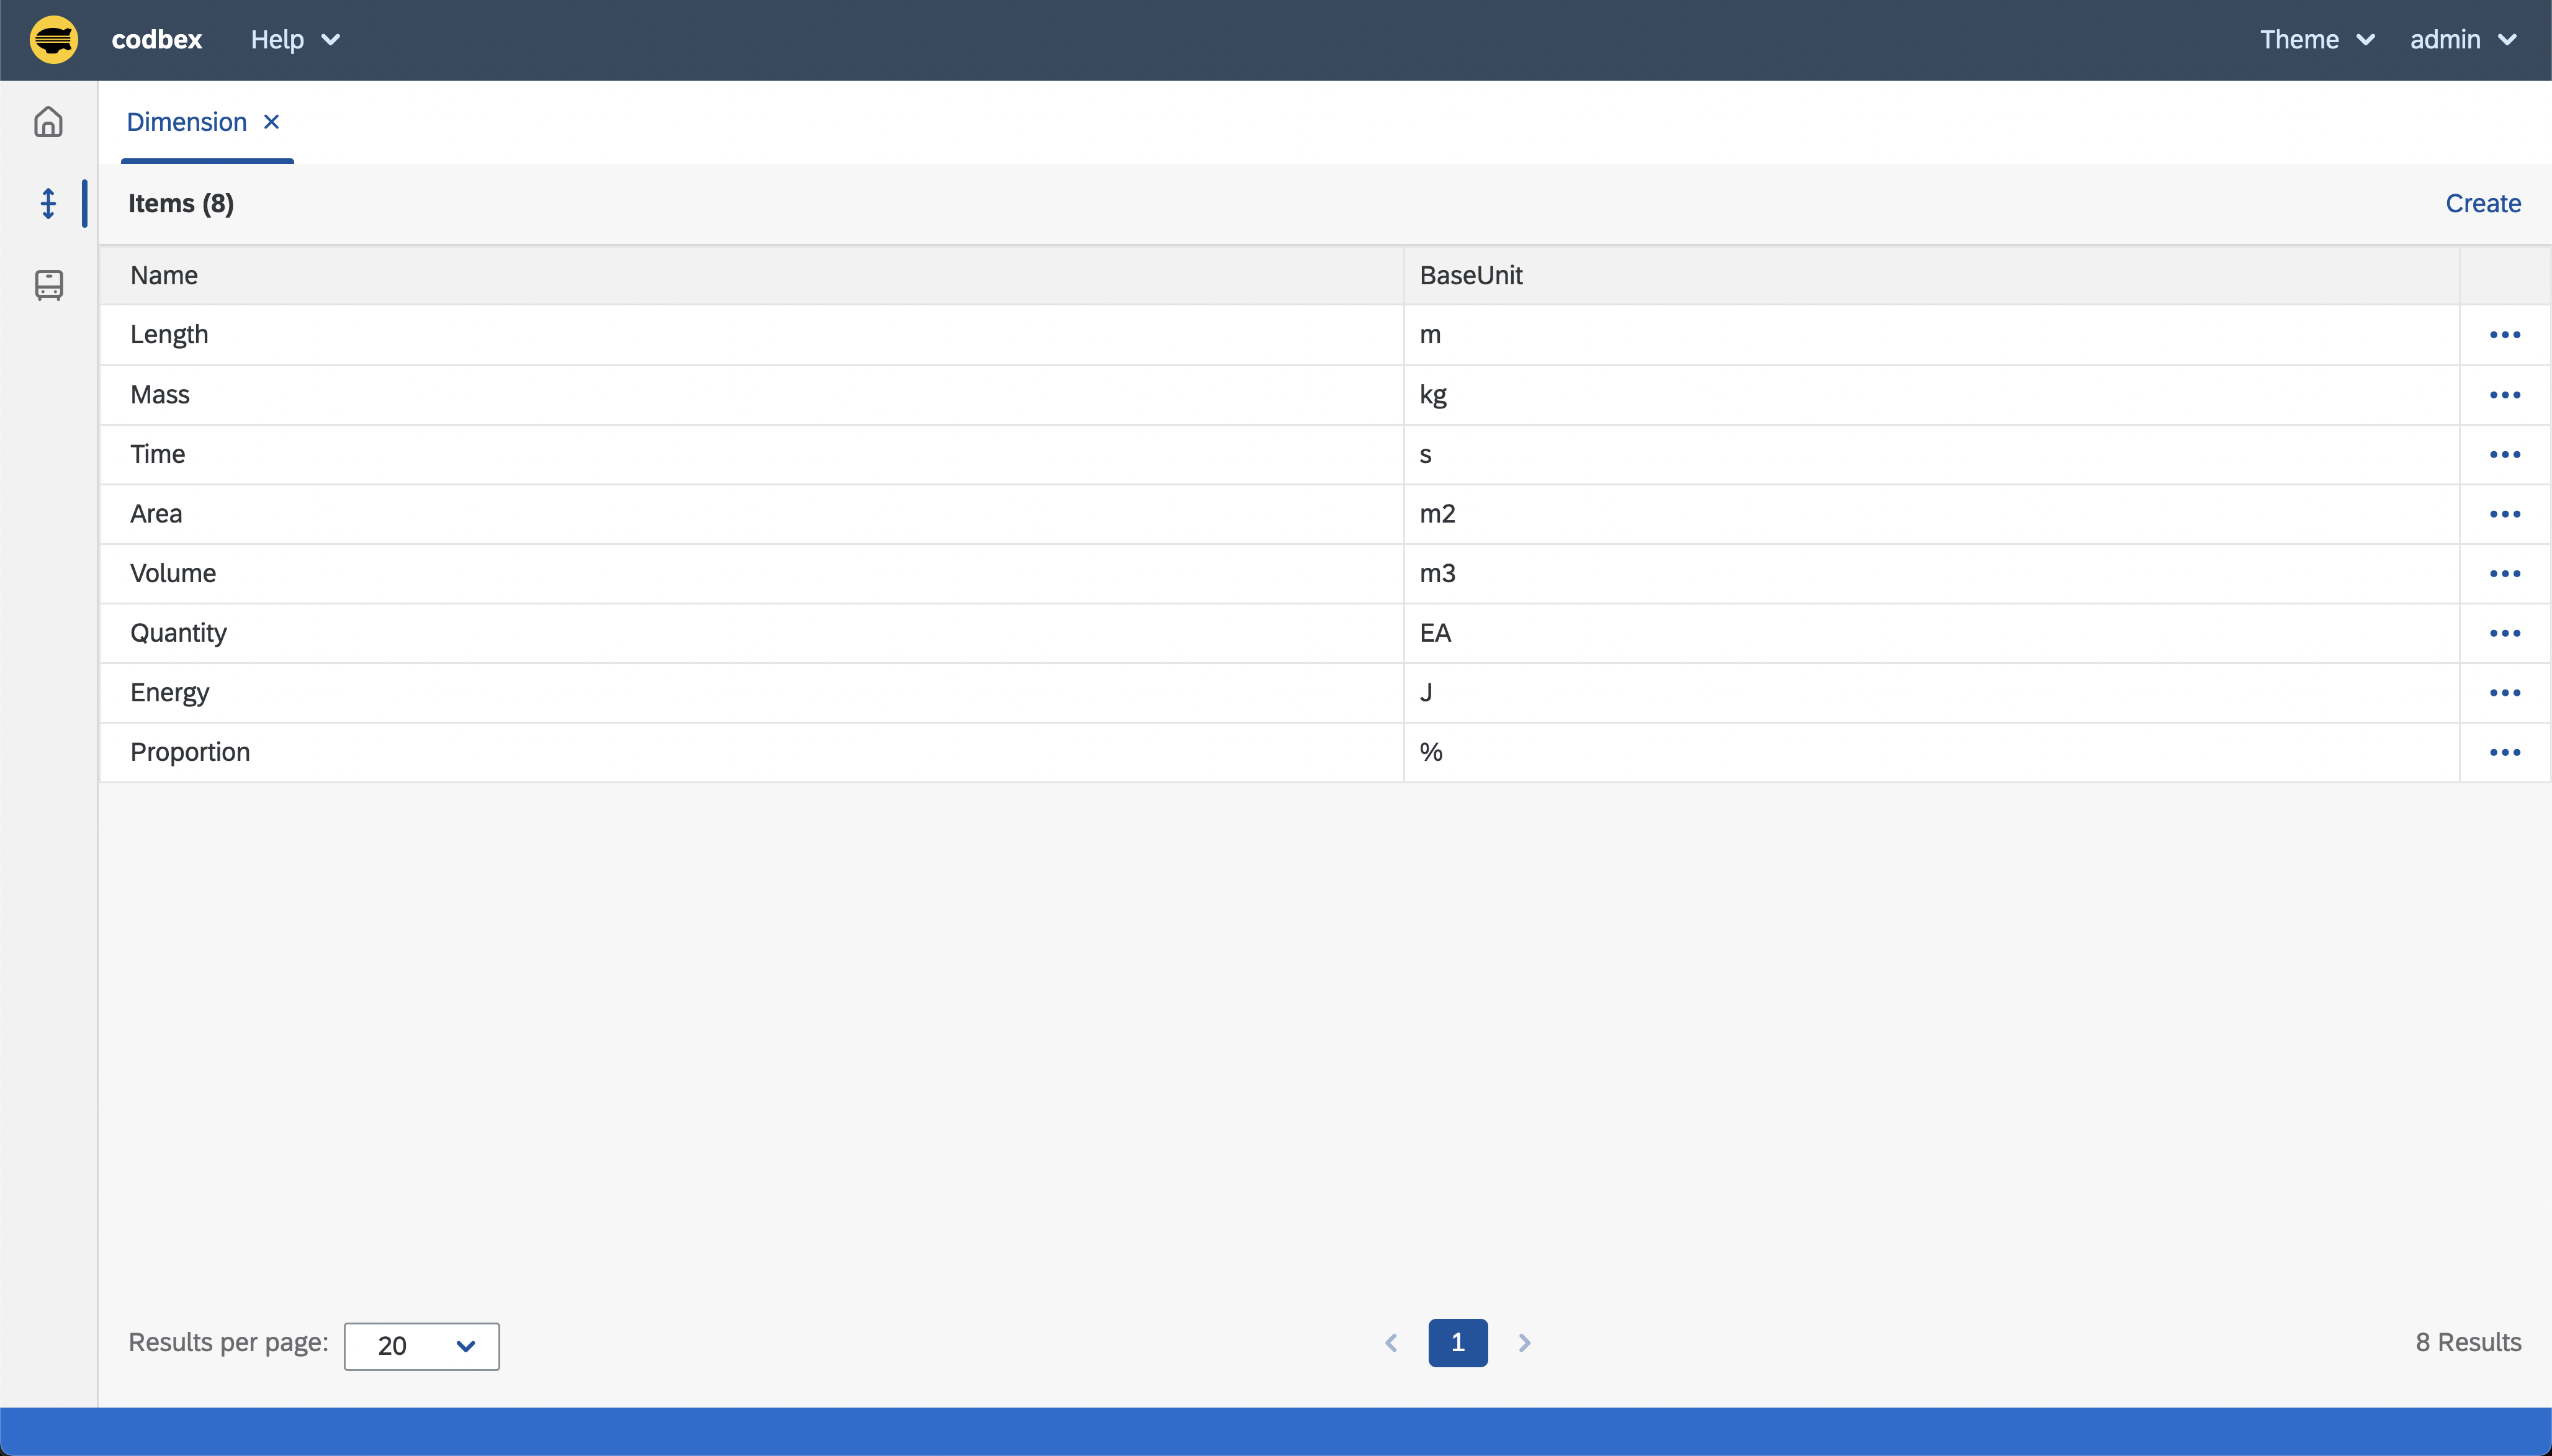 codbex Help Theme admin
Dimension
Items (8) Create
Name BaseUnit
Length m
Mass kg
Time s
Area m2
Volume m3
Quantity EA
Energy J
Proportion %
Results per page: 20 1 8 Results